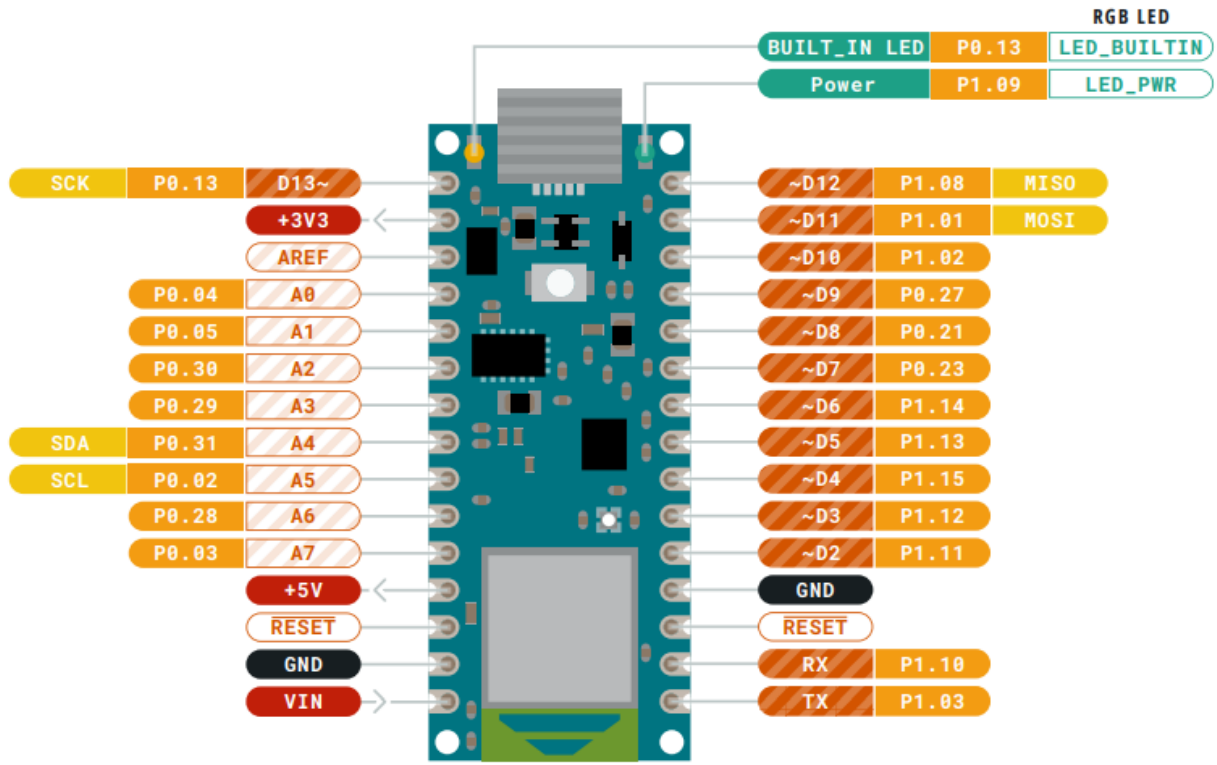 RGB LED
BUILT_IN LED P0.13 LED_BUILTIN
Power P1.09 LED_PWR
SCK P0.13 D13~
+3V3
AREF
P0.04 A0
P0.05 A1
P0.30 A2
P0.29 A3
SDA P0.31 A4
SCL P0.02 A5
P0.28 A6
P0.03 A7
+5V
RESET
GND
VIN
~D12 P1.08 MISO
~D11 P1.01 MOSI
~D10 P1.02
~D9 P0.27
~D8 P0.21
~D7 P0.23
~D6 P1.14
~D5 P1.13
~D4 P1.15
~D3 P1.12
~D2 P1.11
GND
RESET
RX P1.10
TX P1.03